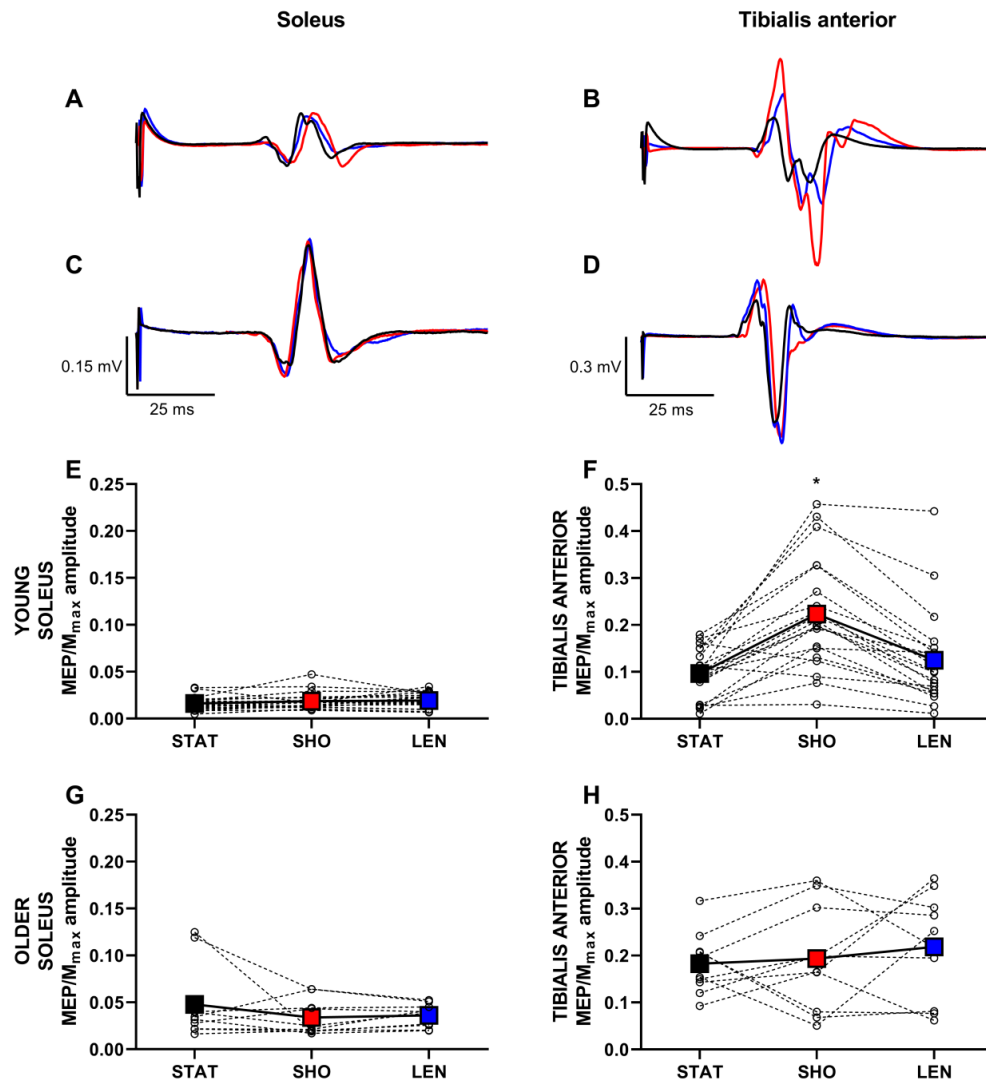 Soleus
Tibialis anterior
A
B
C
D
0.15 mV
25 ms
0.3 mV
25 ms
E
YOUNG
SOLEUS
MEP/Mmax amplitude
0.25
0.20
0.15
0.10
0.05
0.00
STAT
SHO
LEN
F
TIBIALIS ANTERIOR
MEP/Mmax amplitude
0.5
0.4
0.3
0.2
0.1
0.0
*
STAT
SHO
LEN
G
OLDER
SOLEUS
MEP/Mmax amplitude
0.25
0.20
0.15
0.10
0.05
0.00
STAT
SHO
LEN
H
TIBIALIS ANTERIOR
MEP/Mmax amplitude
0.5
0.4
0.3
0.2
0.1
0.0
STAT
SHO
LEN